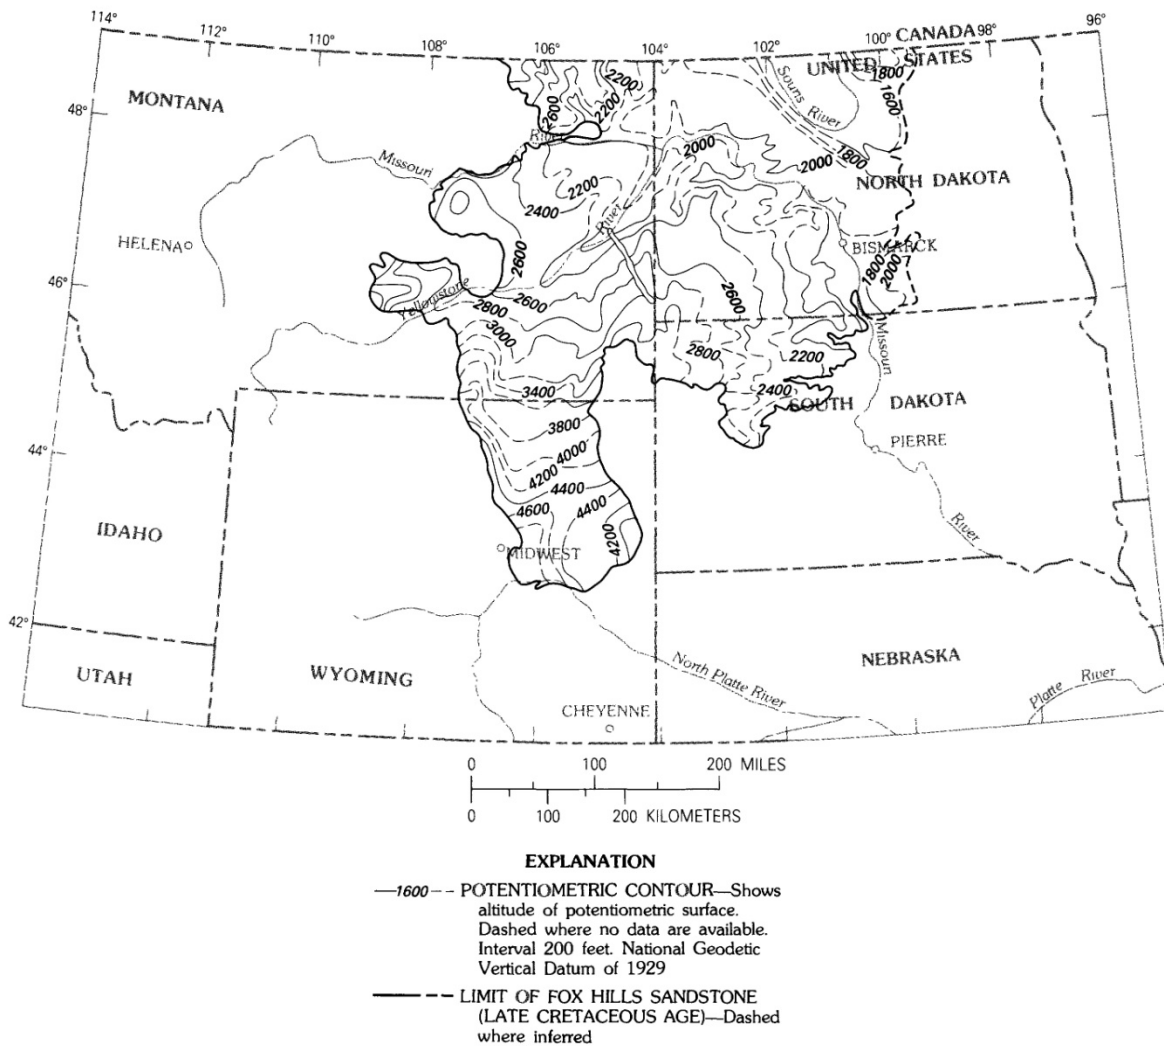 114°
112°
110°
108°
106°
104°
102°
100°
CANADA
98°
96°
UNITED STATES
MONTANA
48°
2600
2200
2200
2600
River
Souris River
1800
1600
Missouri
2000
2000
1800
NORTH DAKOTA
2200
2400
River
HELENA
BISMARCK
2600
1800
2000
46°
Yellowstone
2600
2600
2800
3000
Missouri
2800
2200
3400
2400
SOUTH DAKOTA
3800
44°
4000
PIERRE
4200
4400
4600
4400
4200
IDAHO
MIDWEST
River
42°
WYOMING
NEBRASKA
UTAH
North Platte River
Platte River
CHEYENNE
0 100 200 MILES
0 100 200 KILOMETERS
EXPLANATION
1600 POTENTIOMETRIC CONTOUR—Shows
altitude of potentiometric surface.
Dashed where no data are available.
Interval 200 feet. National Geodetic
Vertical Datum of 1929
LIMIT OF FOX HILLS SANDSTONE
(LATE CRETACEOUS AGE)—Dashed
where inferred